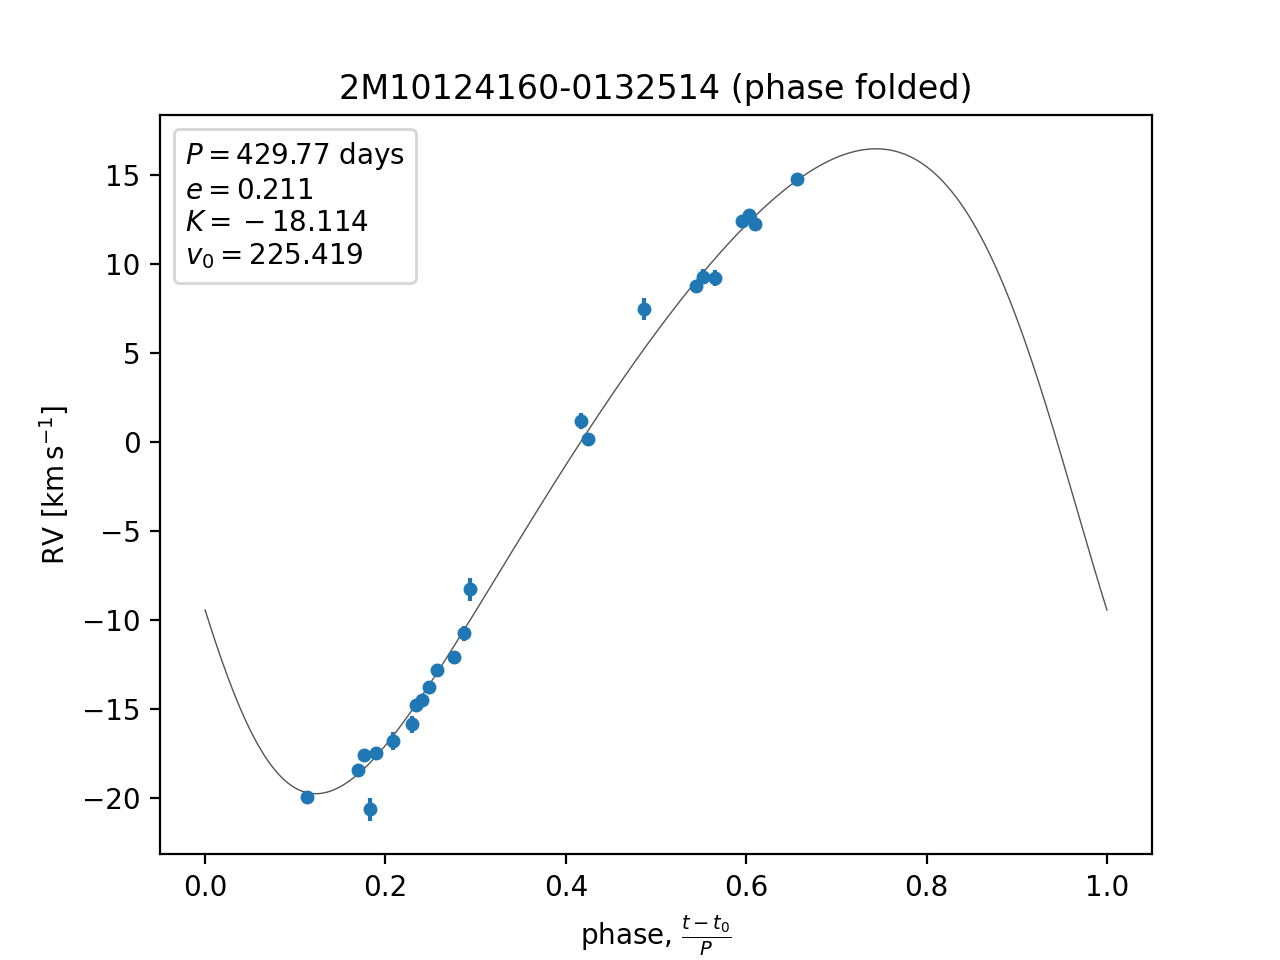 2M10124160-0132514 (phase folded)
P = 429.77 days
e = 0.211
K = −18.114
v₀ = 225.419
15
10
5
0
−5
−10
−15
−20
RV [km s⁻¹]
0.0 0.2 0.4 0.6 0.8 1.0
phase, (t − t₀)/P